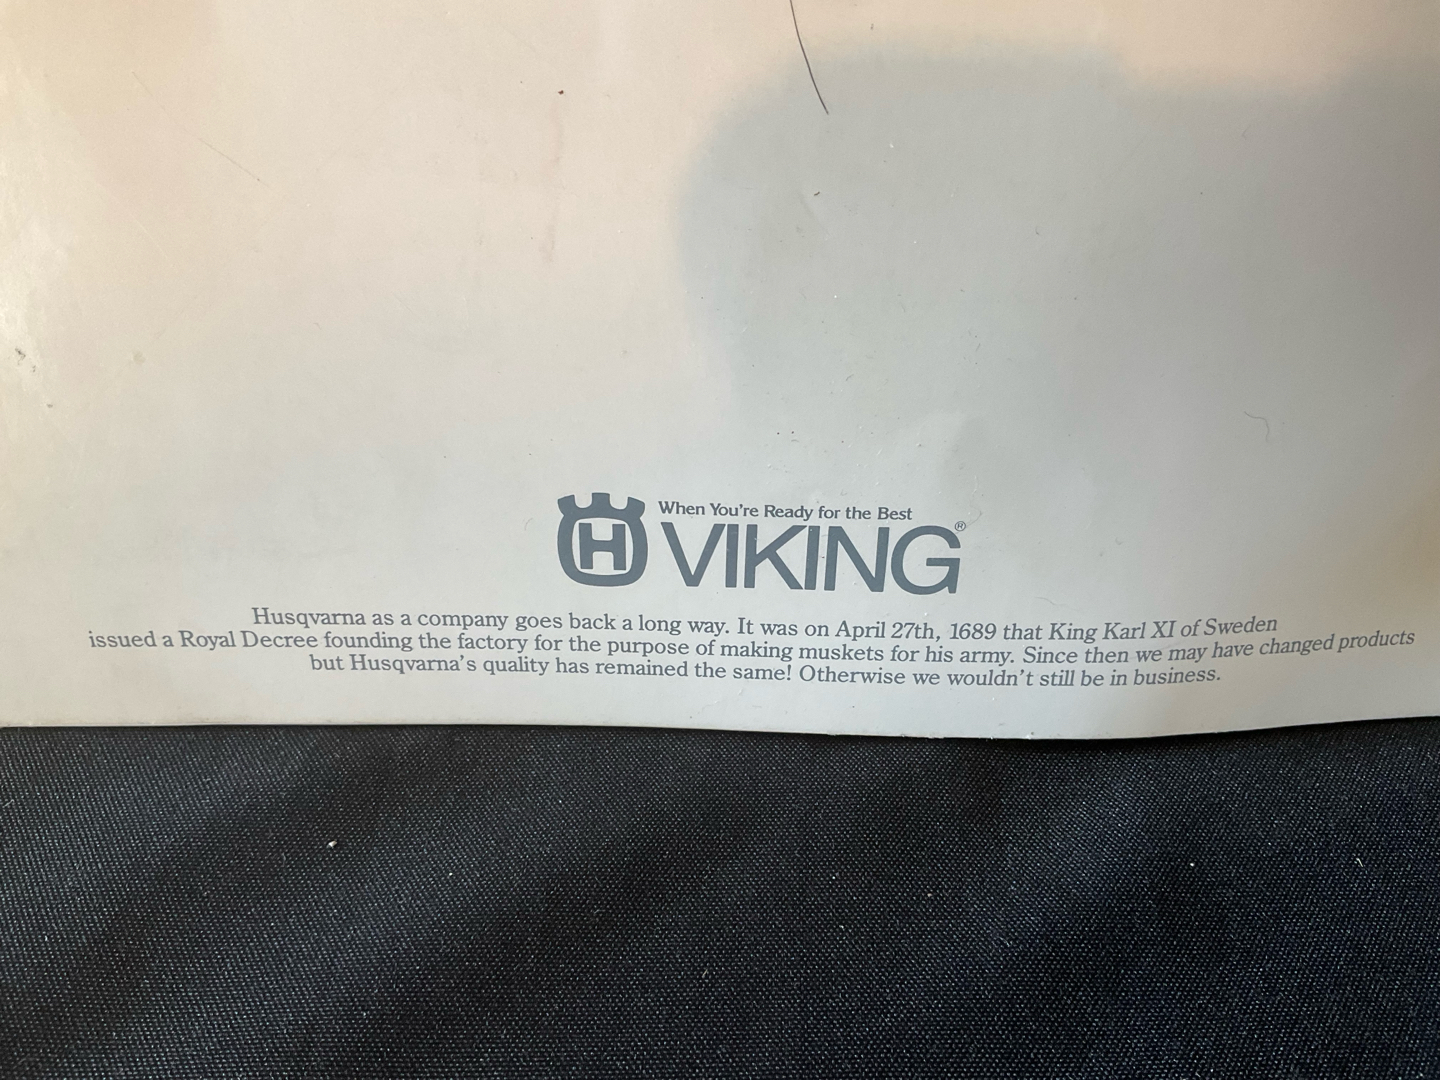 When You're Ready for the Best
H VIKING®
Husqvarna as a company goes back a long way. It was on April 27th, 1689 that King Karl XI of Sweden
issued a Royal Decree founding the factory for the purpose of making muskets for his army. Since then we may have changed products
but Husqvarna's quality has remained the same! Otherwise we wouldn't still be in business.